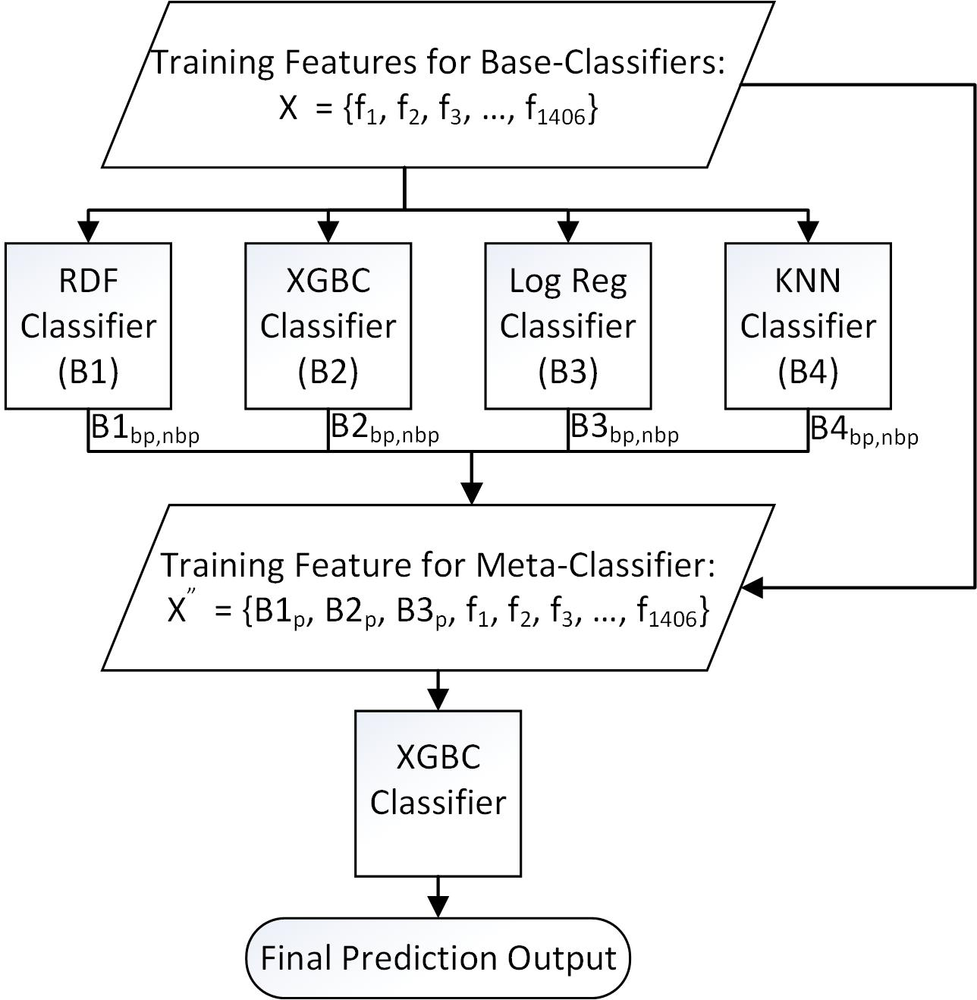 Training Features for Base-Classifiers:
X = {f1, f2, f3, ..., f1406}
RDF
Classifier
(B1)
XGBC
Classifier
(B2)
Log Reg
Classifier
(B3)
KNN
Classifier
(B4)
B1bp,nbp
B2bp,nbp
B3bp,nbp
B4bp,nbp
Training Feature for Meta-Classifier:
X” = {B1p, B2p, B3p, f1, f2, f3, ..., f1406}
XGBC
Classifier
Final Prediction Output